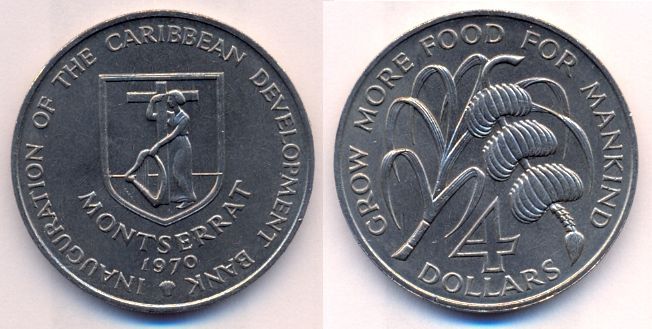 INAUGURATION OF THE CARIBBEAN DEVELOPMENT BANK
MONTSERRAT
1970
GROW MORE FOOD FOR MANKIND
4
DOLLARS